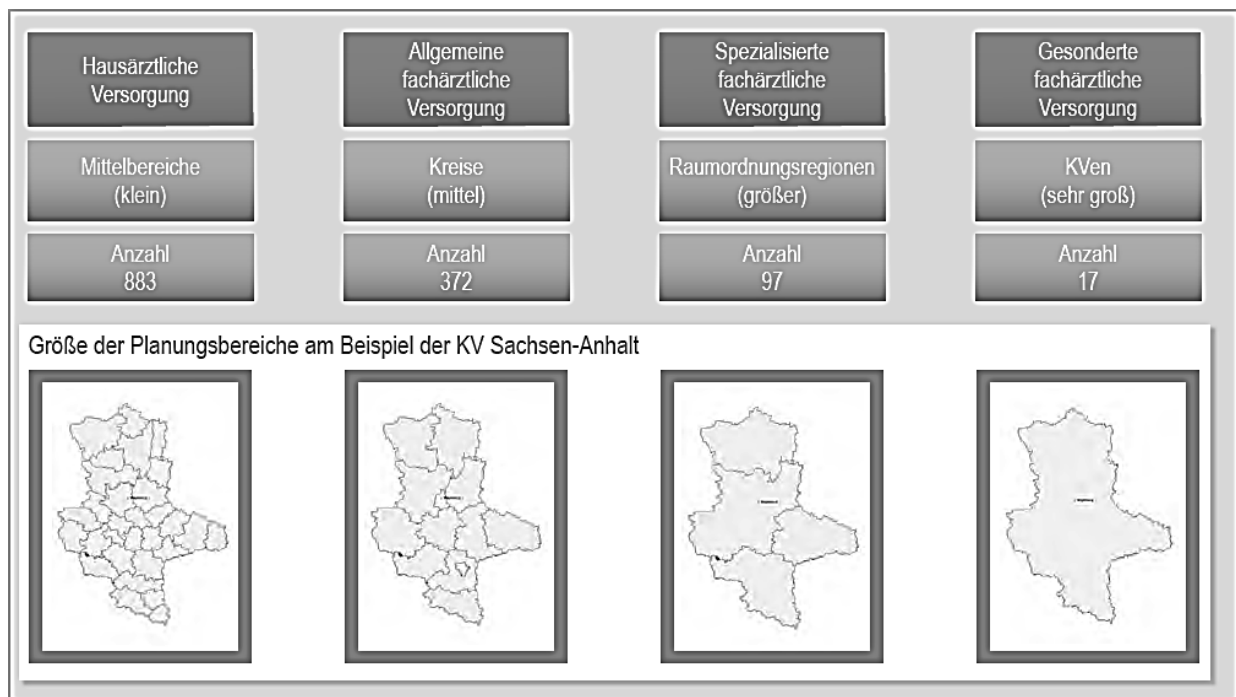 Hausärztliche
Versorgung
Allgemeine
fachärztliche
Versorgung
Spezialisierte
fachärztliche
Versorgung
Gesonderte
fachärztliche
Versorgung
Mittelbereiche
(klein)
Kreise
(mittel)
Raumordnungsregionen
(größer)
KVen
(sehr groß)
Anzahl
883
Anzahl
372
Anzahl
97
Anzahl
17
Größe der Planungsbereiche am Beispiel der KV Sachsen-Anhalt